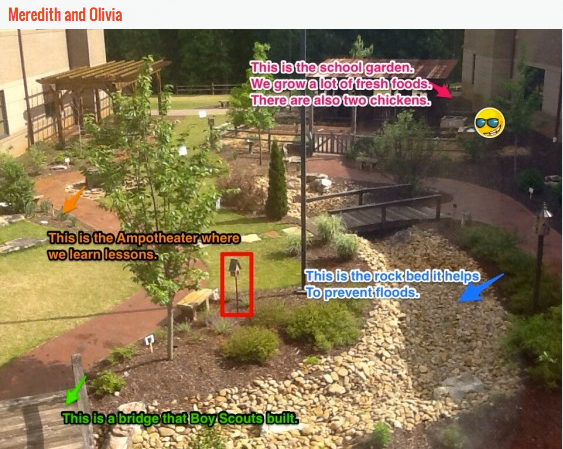 Meredith and Olivia
This is the school garden.
We grow a lot of fresh foods.
There are also two chickens.
This is the Ampotheater where
we learn lessons.
This is the rock bed it helps
To prevent floods.
This is a bridge that Boy Scouts built.